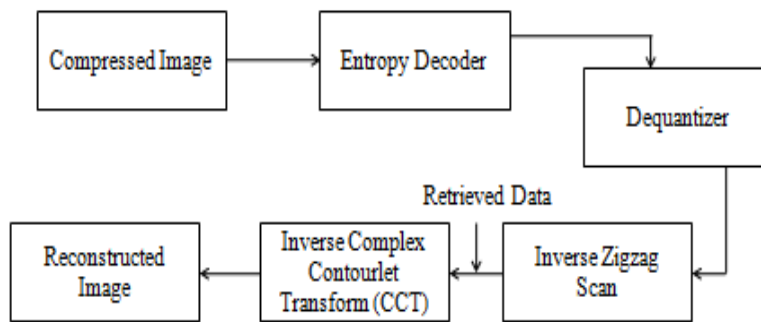 Compressed Image
Entropy Decoder
Dequantizer
Retrieved Data
Reconstructed
Image
Inverse Complex
Contourlet
Transform (CCT)
Inverse Zigzag
Scan